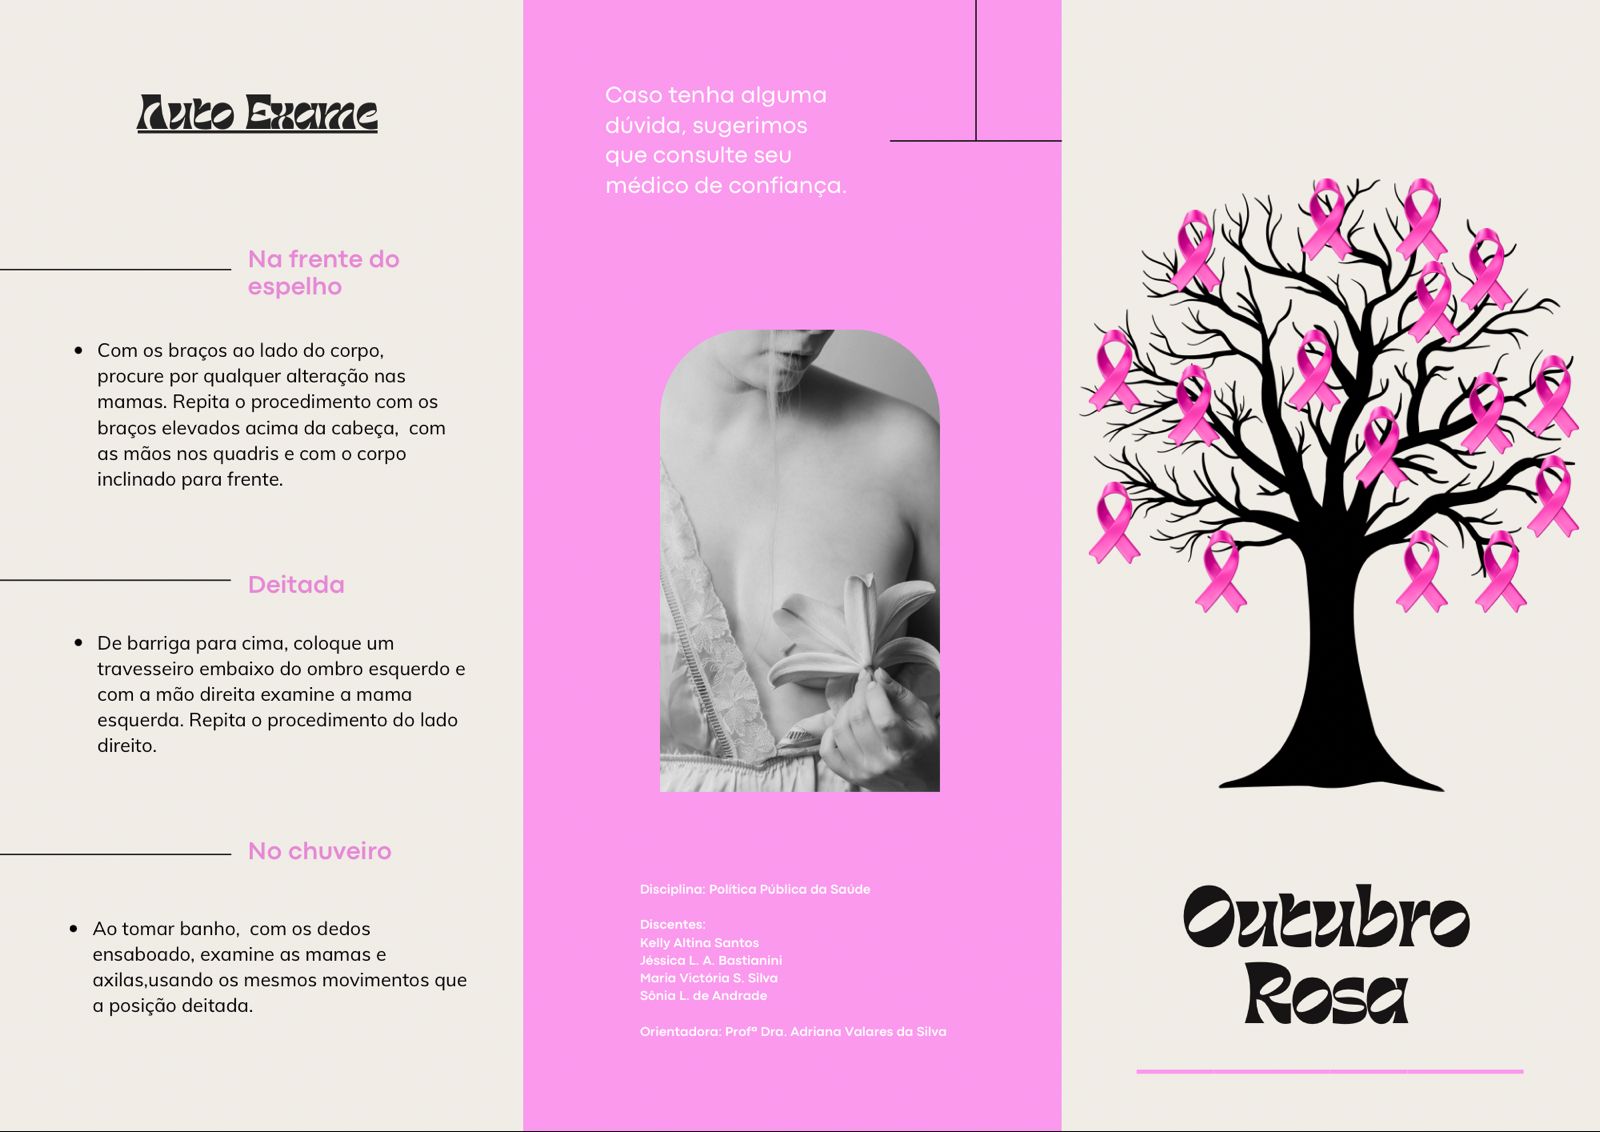 Auto Exame
Na frente do
espelho
• Com os braços ao lado do corpo,
procure por qualquer alteração nas
mamas. Repita o procedimento com os
braços elevados acima da cabeça, com
as mãos nos quadris e com o corpo
inclinado para frente.
Deitada
• De barriga para cima, coloque um
travesseiro embaixo do ombro esquerdo e
com a mão direita examine a mama
esquerda. Repita o procedimento do lado
direito.
No chuveiro
• Ao tomar banho, com os dedos
ensaboado, examine as mamas e
axilas,usando os mesmos movimentos que
a posição deitada.
Caso tenha alguma
dúvida, sugerimos
que consulte seu
médico de confiança.
Disciplina: Política Pública da Saúde
Discentes:
Kelly Altina Santos
Jéssica L. A. Bastianini
Maria Victória S. Silva
Sônia L. de Andrade
Orientadora: Profª Dra. Adriana Valares da Silva
Outubro
Rosa